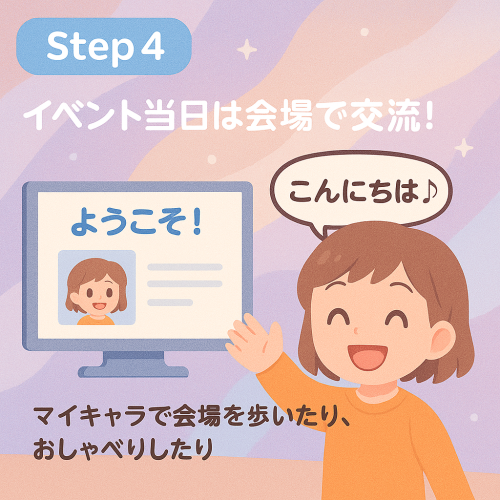 Step 4
イベント当日は会場で交流！
こんにちは♪
ようこそ！
マイキャラで会場を歩いたり、
おしゃべりしたり